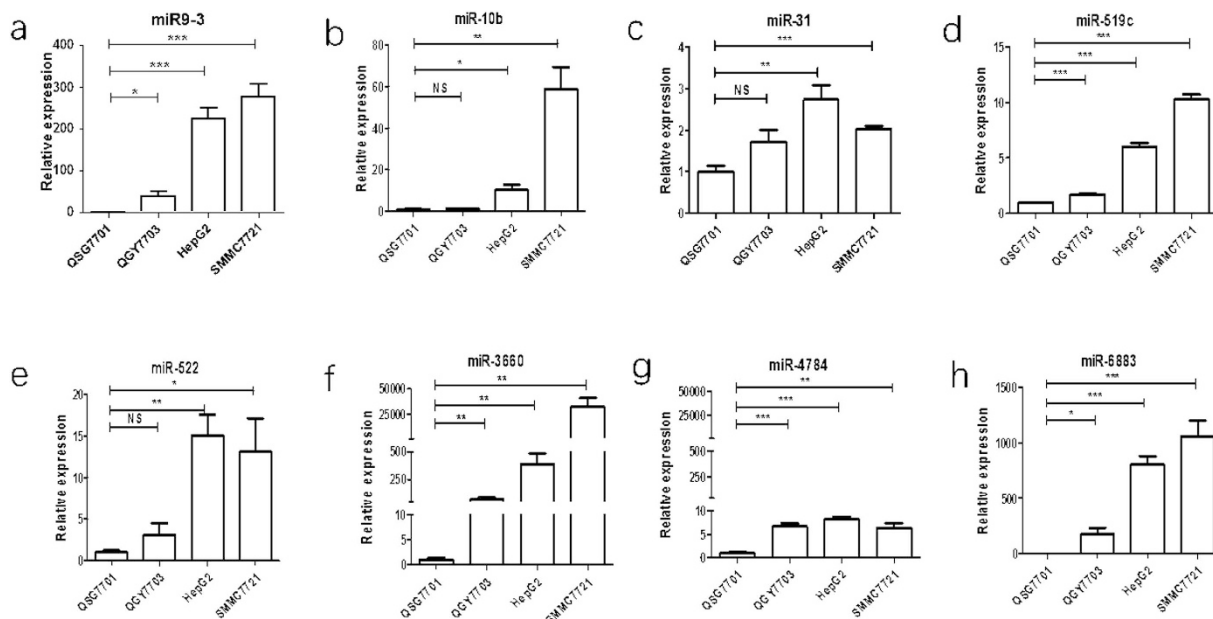 a
miR9-3
Relative expression
400
300
200
100
0
***
***
*
QSG7701
QGY7703
HepG2
SMMC7721
b
miR-10b
Relative expression
80
60
40
20
0
**
*
NS
QSG7701
QGY7703
HepG2
SMMC7721
c
miR-31
Relative expression
4
3
2
1
0
***
**
NS
QSG7701
QGY7703
HepG2
SMMC7721
d
miR-519c
Relative expression
15
10
5
0
***
***
***
QSG7701
QGY7703
HepG2
SMMC7721
e
miR-522
Relative expression
20
15
10
5
0
*
**
NS
QSG7701
QGY7703
HepG2
SMMC7721
f
miR-3660
Relative expression
50000
25000
500
250
10
5
0
**
**
**
QSG7701
QGY7703
HepG2
SMMC7721
g
miR-4784
Relative expression
50000
25000
500
250
10
5
0
**
***
***
QSG7701
QGY7703
HepG2
SMMC7721
h
miR-6883
Relative expression
1500
1000
500
0
***
***
*
QSG7701
QGY7703
HepG2
SMMC7721